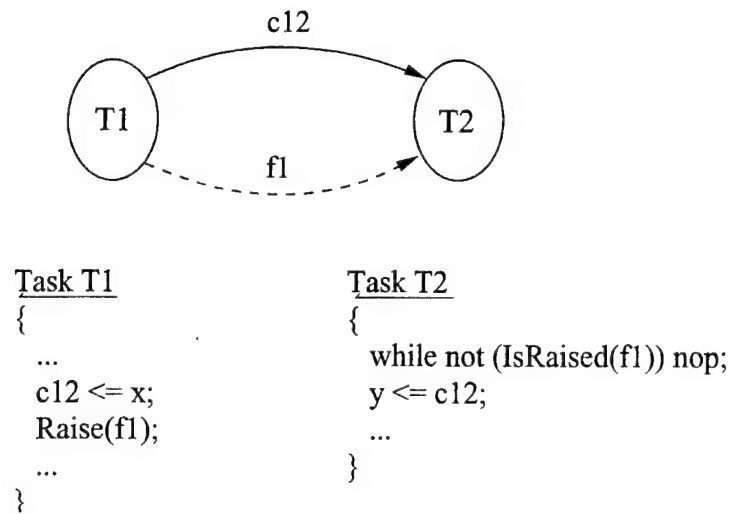 c12
T1
T2
f1
Task T1
{
...
c12 <= x;
Raise(f1);
...
}
Task T2
{
while not (IsRaised(f1)) nop;
y <= c12;
...
}